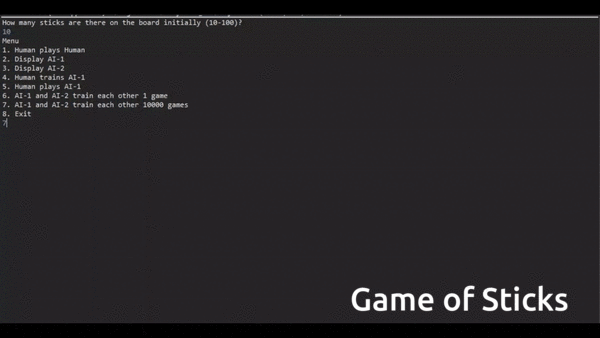 How many sticks are there on the board initially (10-100)?
10
Menu
1. Human plays Human
2. Display AI-1
3. Display AI-2
4. Human trains AI-1
5. Human plays AI-1
6. AI-1 and AI-2 train each other 1 game
7. AI-1 and AI-2 train each other 10000 games
8. Exit
7
Game of Sticks